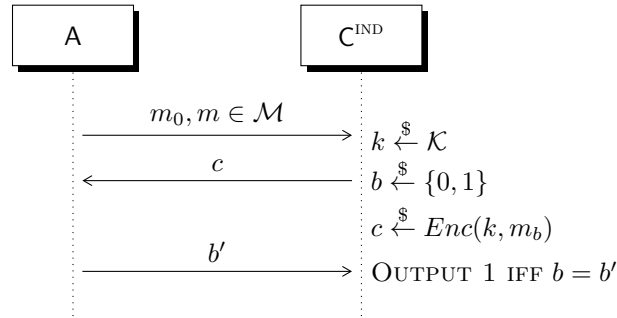 A
C^IND
m_0, m ∈ ℳ
k ←$ 𝒦
c
b ←$ {0, 1}
c ←$ Enc(k, m_b)
b′
OUTPUT 1 IFF b = b′